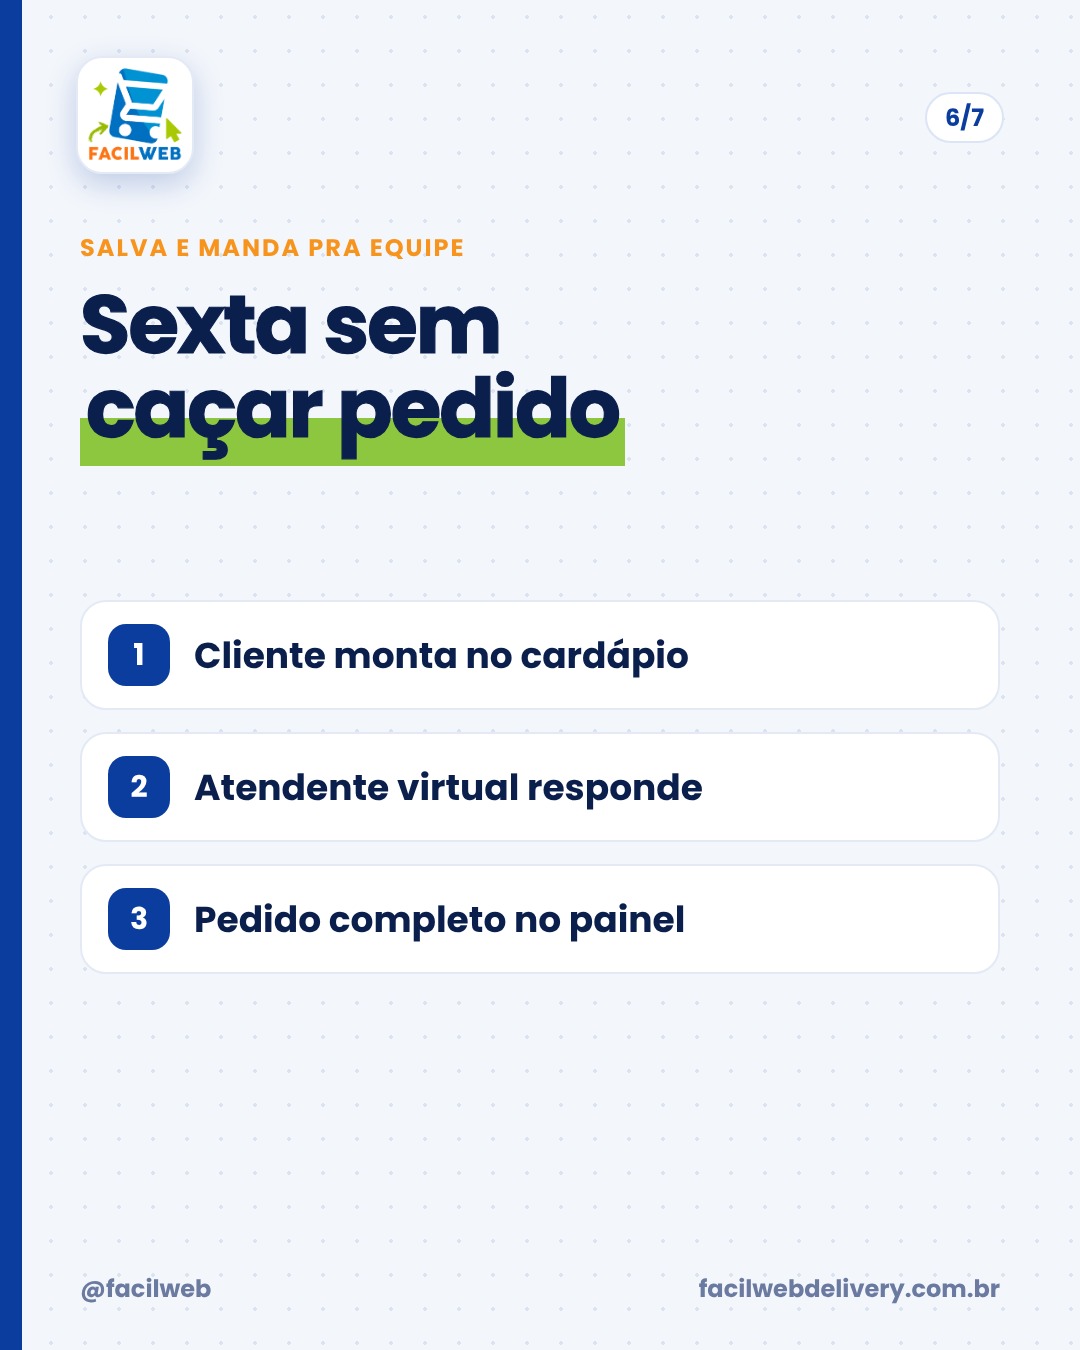 FACILWEB
6/7
SALVA E MANDA PRA EQUIPE
Sexta sem
caçar pedido
1 Cliente monta no cardápio
2 Atendente virtual responde
3 Pedido completo no painel
@facilweb
facilwebdelivery.com.br